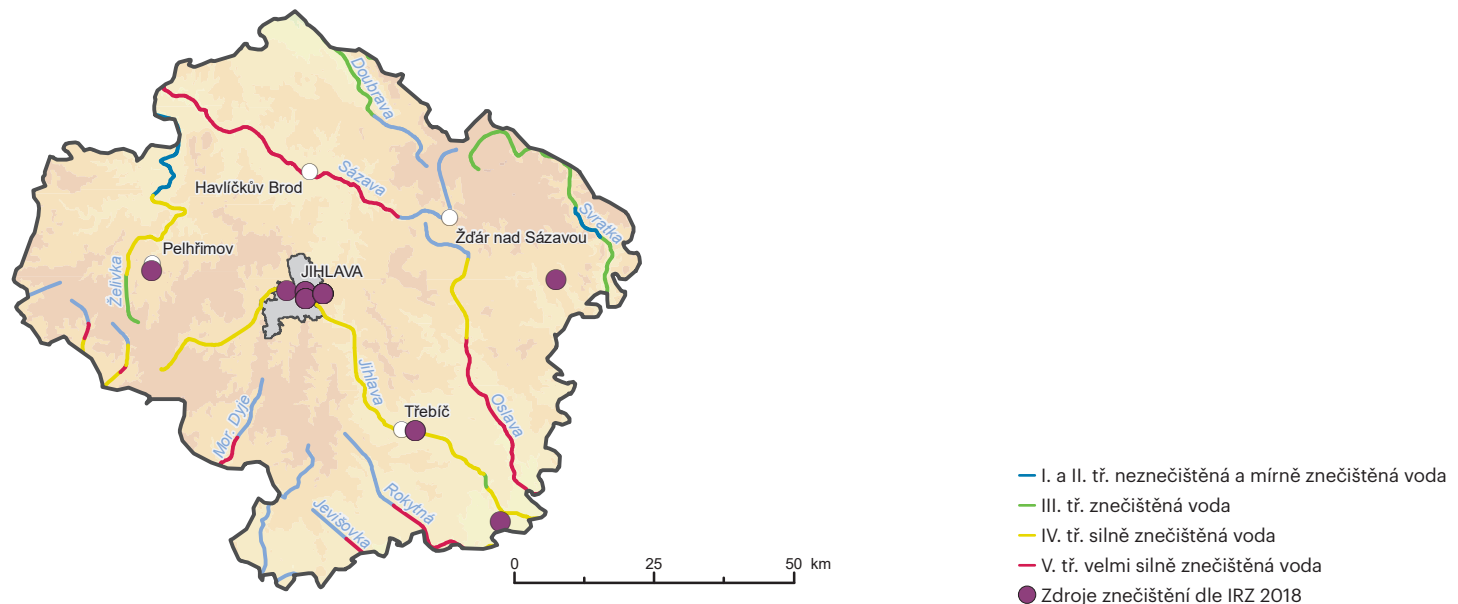 Doubrava
Havlíčkův Brod
Sázava
Žďár nad Sázavou
Svratka
Pelhřimov
Želivka
JIHLAVA
Jihlava
Třebíč
Oslava
Mor. Dyje
Rokytná
Jevišovka
0 25 50 km
I. a II. tř. neznečištěná a mírně znečištěná voda
III. tř. znečištěná voda
IV. tř. silně znečištěná voda
V. tř. velmi silně znečištěná voda
Zdroje znečištění dle IRZ 2018